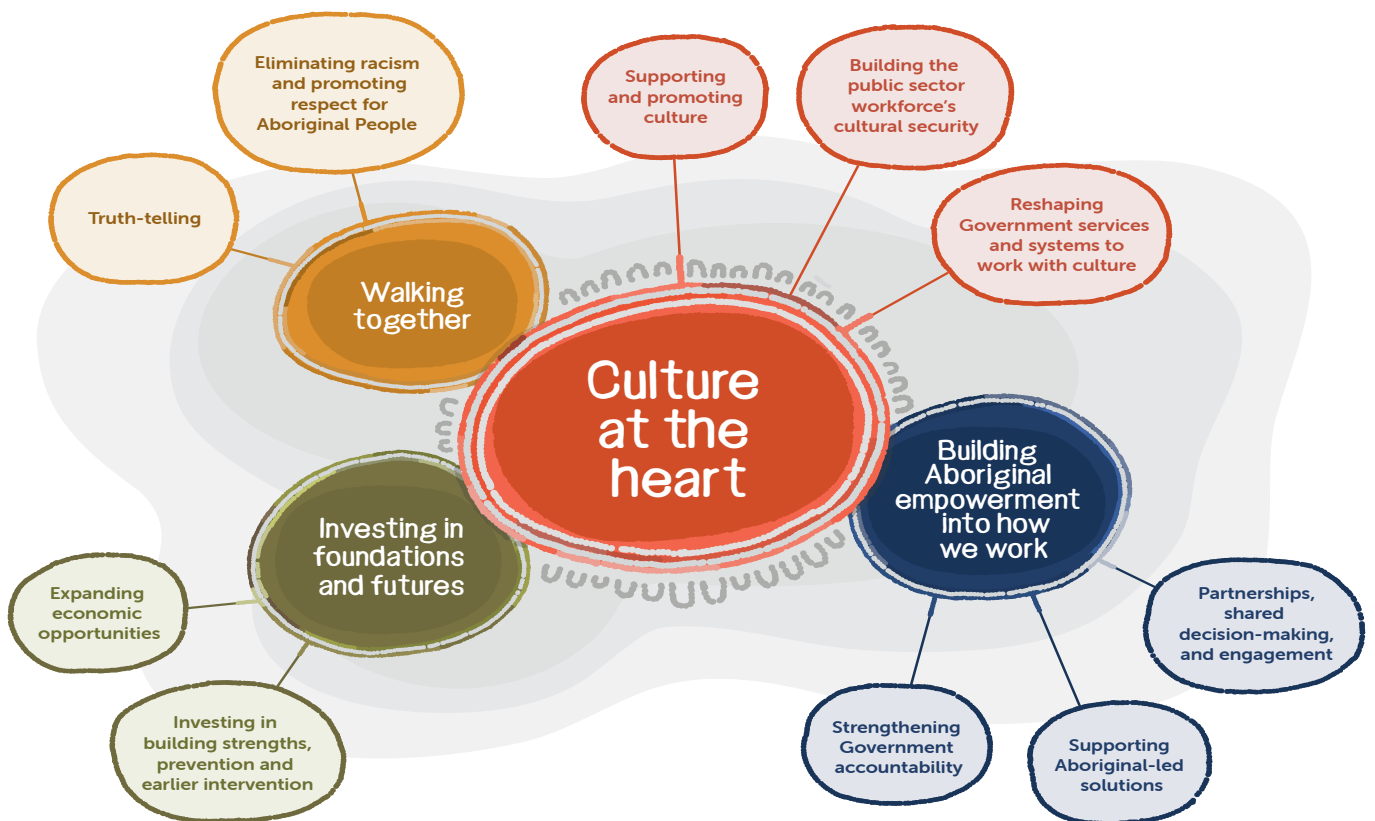 Eliminating racism
and promoting
respect for
Aboriginal People
Truth-telling
Walking
together
Supporting
and promoting
culture
Building the
public sector
workforce's
cultural security
Reshaping
Government services
and systems to
work with culture
Culture
at the
heart
Building
Aboriginal
empowerment
into how
we work
Investing in
foundations
and futures
Expanding
economic
opportunities
Investing in
building strengths,
prevention and
earlier intervention
Partnerships,
shared
decision-making,
and engagement
Strengthening
Government
accountability
Supporting
Aboriginal-led
solutions